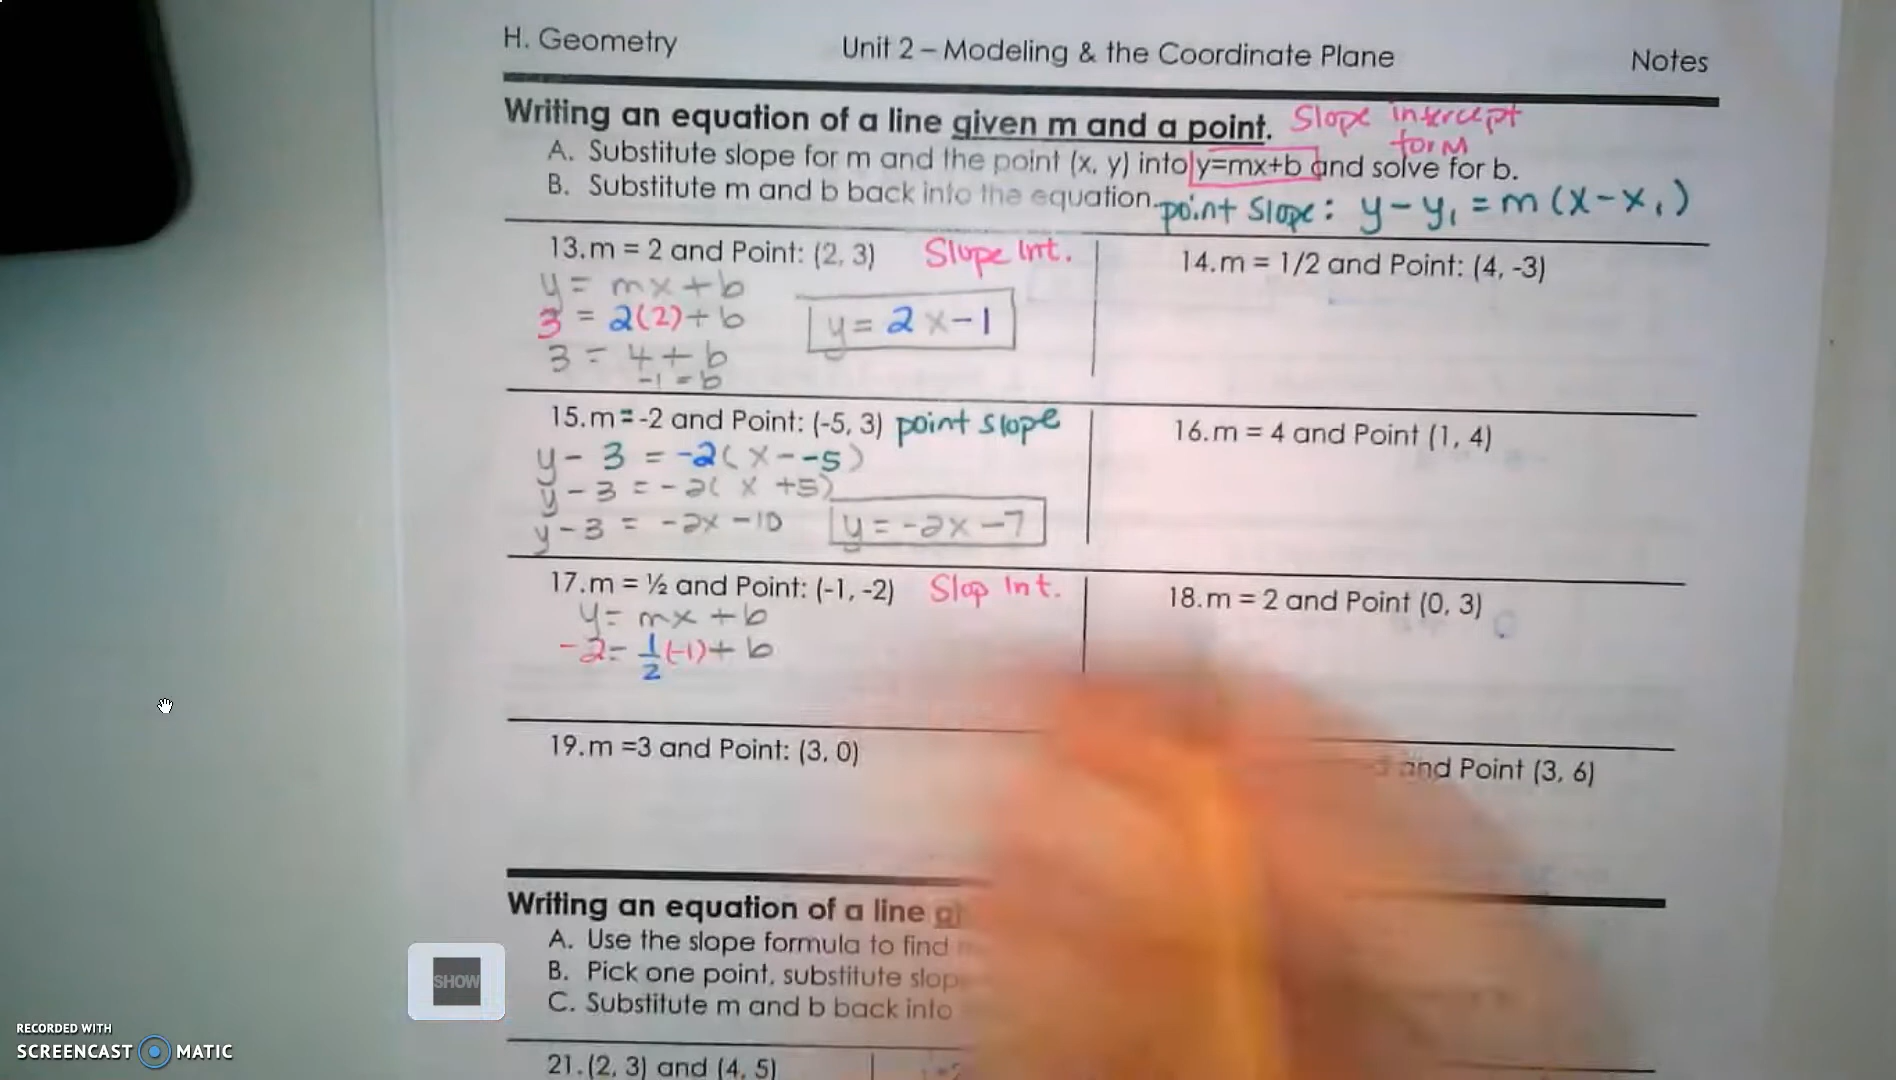 H. Geometry Unit 2 – Modeling & the Coordinate Plane Notes
Writing an equation of a line given m and a point. Slope intercept
form
A. Substitute slope for m and the point (x, y) into y=mx+b and solve for b.
B. Substitute m and b back into the equation.
point slope: y - y₁ = m (x - x₁)
13. m = 2 and Point: (2, 3) Slope Int.
y = mx + b
3 = 2(2) + b
3 = 4 + b
-1 = b
y = 2x - 1
14. m = 1/2 and Point: (4, -3)
15. m = -2 and Point: (-5, 3) point slope
y - 3 = -2( x - -5 )
y - 3 = -2( x +5)
y - 3 = -2x - 10
y = -2x - 7
16. m = 4 and Point (1, 4)
17. m = ½ and Point: (-1, -2) Slop Int.
y = mx + b
-2 = 1/2 (-1) + b
18. m = 2 and Point (0, 3)
19. m =3 and Point: (3, 0)
and Point (3, 6)
Writing an equation of a line
A. Use the slope formula to find
B. Pick one point, substitute
C. Substitute m and b back into
21. (2, 3) and (4, 5)
SHOW
RECORDED WITH
SCREENCAST MATIC